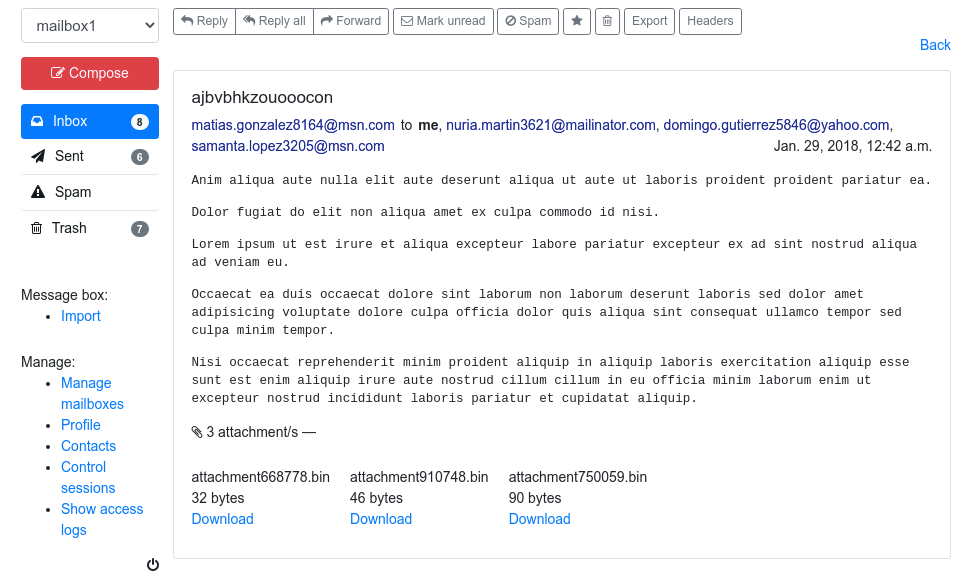 mailbox1
Compose
Inbox 8
Sent 6
Spam
Trash 7
Message box:
Import
Manage:
Manage
mailboxes
Profile
Contacts
Control
sessions
Show access
logs
Reply Reply all Forward Mark unread Spam Export Headers
Back
ajbvbhkzouooocon
matias.gonzalez8164@msn.com to me, nuria.martin3621@mailinator.com, domingo.gutierrez5846@yahoo.com,
samanta.lopez3205@msn.com Jan. 29, 2018, 12:42 a.m.
Anim aliqua aute nulla elit aute deserunt aliqua ut aute ut laboris proident proident pariatur ea.
Dolor fugiat do elit non aliqua amet ex culpa commodo id nisi.
Lorem ipsum ut est irure et aliqua excepteur labore pariatur excepteur ex ad sint nostrud aliqua
ad veniam eu.
Occaecat ea duis occaecat dolore sint laborum non laborum deserunt laboris sed dolor amet
adipisicing voluptate dolore culpa officia dolor quis aliqua sint consequat ullamco tempor sed
culpa minim tempor.
Nisi occaecat reprehenderit minim proident aliquip in aliquip laboris exercitation aliquip esse
sunt est enim aliquip irure aute nostrud cillum cillum in eu officia minim laborum enim ut
excepteur nostrud incididunt laboris pariatur et cupidatat aliquip.
3 attachment/s —
attachment668778.bin attachment910748.bin attachment750059.bin
32 bytes 46 bytes 90 bytes
Download Download Download